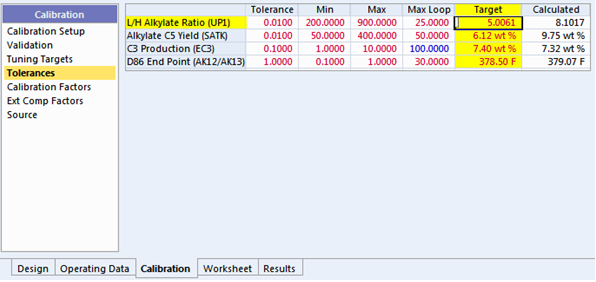 Calibration
Calibration Setup
Validation
Tuning Targets
Tolerances
Calibration Factors
Ext Comp Factors
Source
Tolerance Min Max Max Loop Target Calculated
L/H Alkylate Ratio (UP1) 0.0100 200.0000 900.0000 25.0000 5.0061 8.1017
Alkylate C5 Yield (SATK) 0.0100 50.0000 400.0000 50.0000 6.12 wt % 9.75 wt %
C3 Production (EC3) 0.1000 1.0000 10.0000 100.0000 7.40 wt % 7.32 wt %
D86 End Point (AK12/AK13) 1.0000 0.1000 1.0000 30.0000 378.50 F 379.07 F
Design Operating Data Calibration Worksheet Results